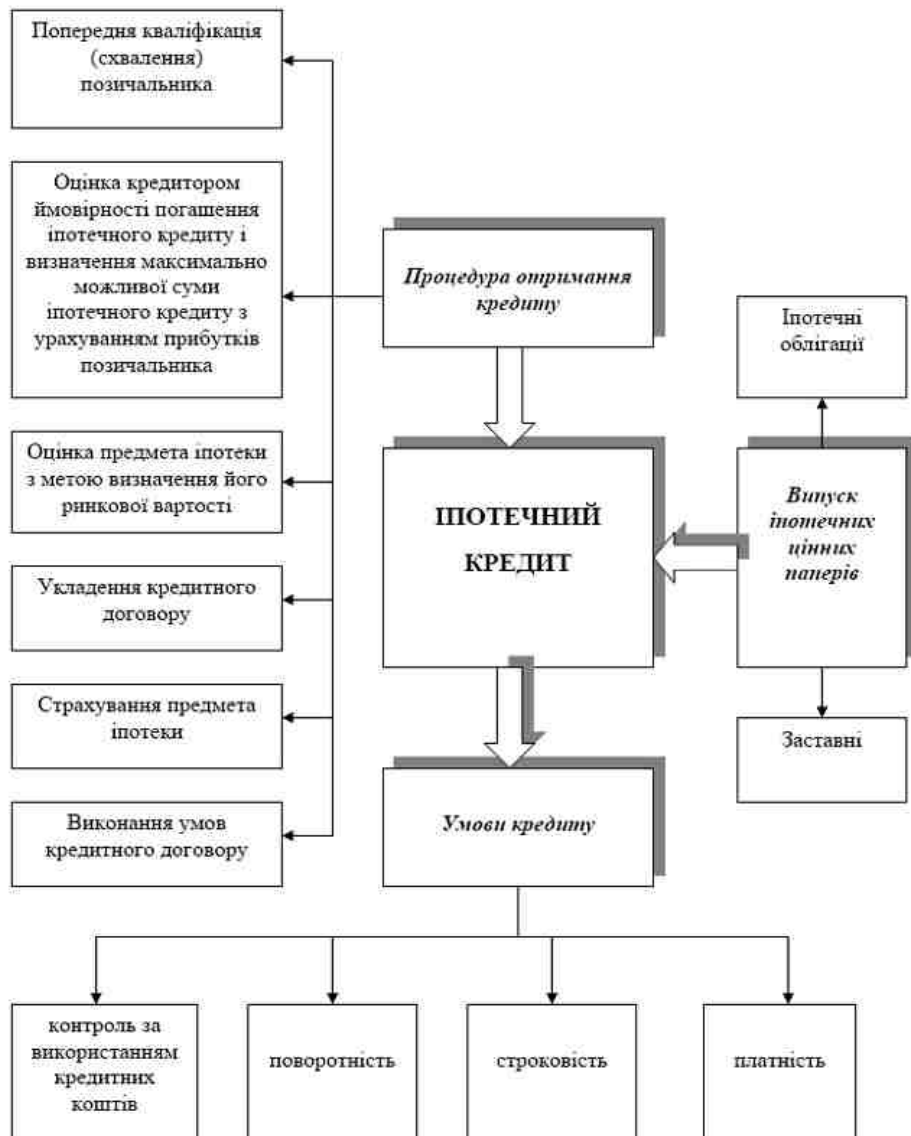 Попередня кваліфікація
(схвалення)
позичальника
Оцінка кредитором
ймовірності погашення
іпотечного кредиту і
визначення максимально
можливої суми
іпотечного кредиту з
урахуванням прибутків
позичальника
Оцінка предмета іпотеки
з метою визначення його
ринкової вартості
Укладення кредитного
договору
Страхування предмета
іпотеки
Виконання умов
кредитного договору
Процедура отримання
кредиту
ІПОТЕЧНИЙ
КРЕДИТ
Умови кредиту
Іпотечні
облігації
Випуск
іпотечних
цінних
паперів
Заставні
контроль за
використанням
кредитних
коштів
поворотність
строковість
платність